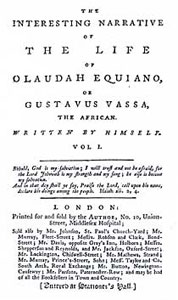 THE
INTERESTING NARRATIVE
OF
THE LIFE
OF
OLAUDAH EQUIANO,
OR
GUSTAVUS VASSA,
THE AFRICAN.
WRITTEN BY HIMSELF.
VOL I.
Behold, God is my salvation; I will trust and not be afraid, for
the Lord Jehovah is my strength and my song; he also is become
my salvation.
And in that day shall ye say, Praise the Lord, call upon his name,
declare his doings among the people. Isaiah xii. 2, 4.
LONDON:
Printed for and sold by the AUTHOR, No. 10, Union-
Street, Middlesex Hospital;
Sold also by Mr. Johnson, St. Paul's Church-Yard; Mr.
Murray, Fleet-Street; Messrs. Robson and Clark, Bond-
Street; Mr. Davis, opposite Gray's Inn, Holborn; Messrs.
Shepperson and Reynolds, and Mr. Jackson, Oxford-Street;
Mr. Lackington, Chiswell-Street; Mr. Mathews, Strand;
Mr. Murray, Prince's-Street, Soho; Mess. Taylor and Co.
South Arch, Royal Exchange; Mr. Button, Newington-
Causeway; Mr. Parsons, Paternoster-Row; and may be had
of all the Booksellers in Town and Country.
[Entered at Stationer's Hall.]